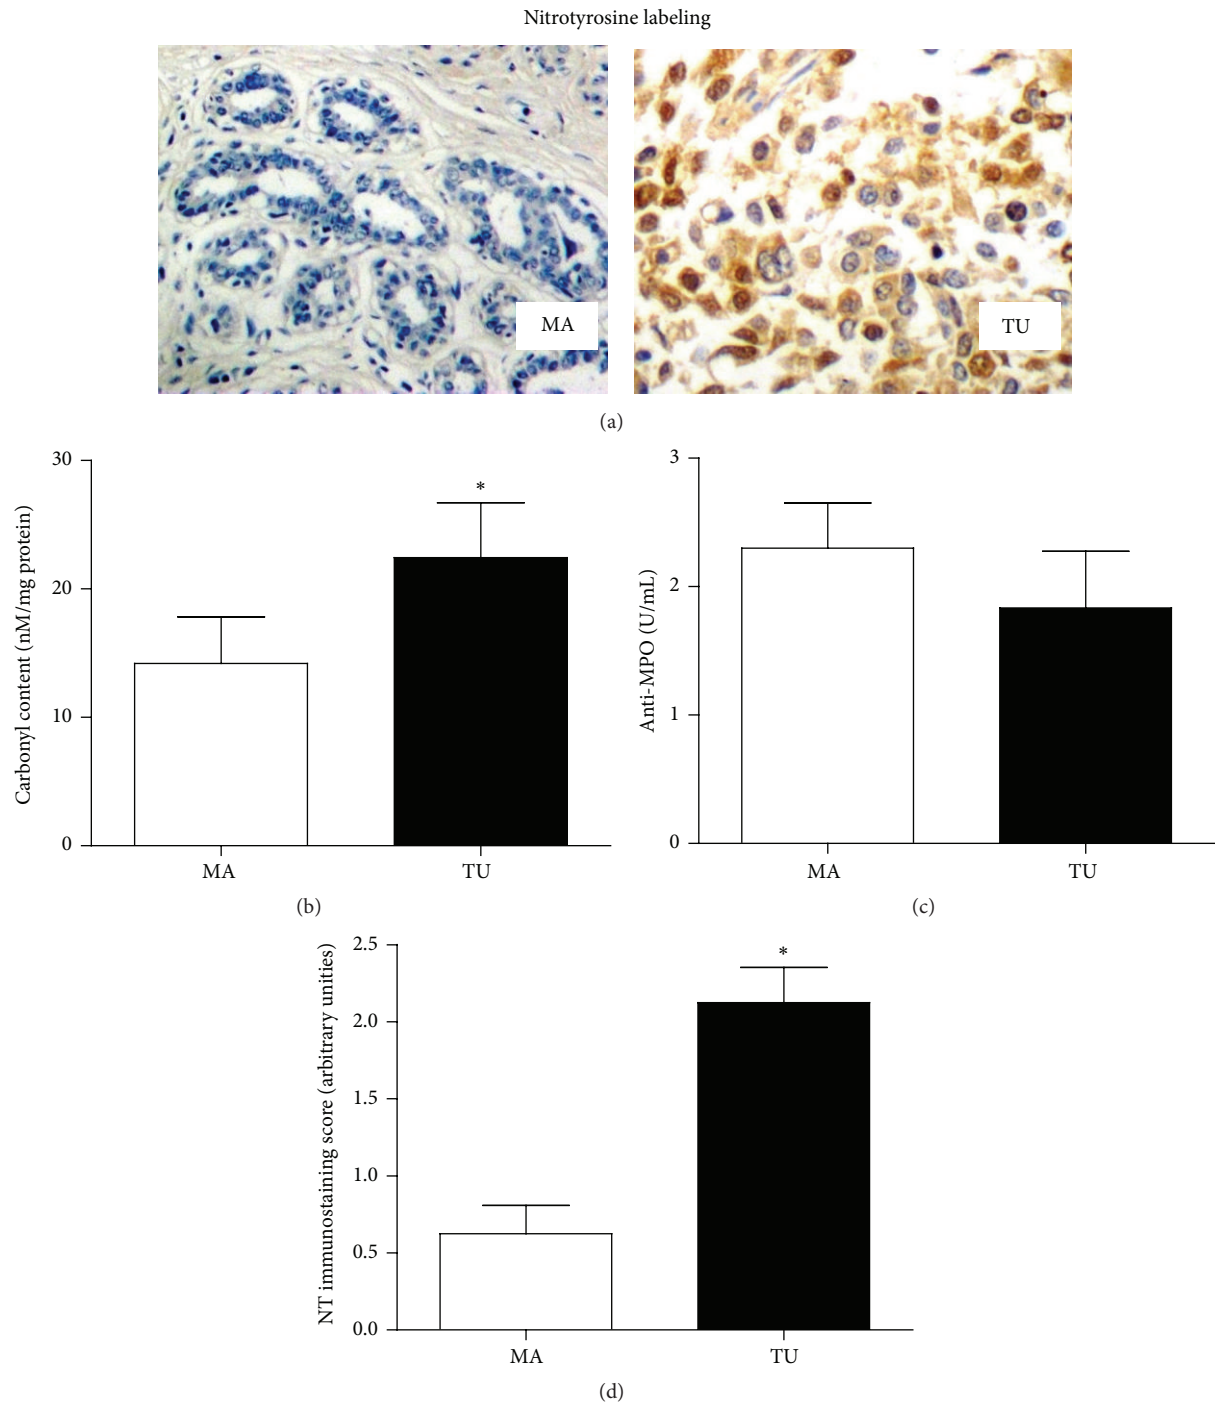 Nitrotyrosine labeling
MA
TU
(a)
Carbonyl content (nM/mg protein)
30
20
10
0
*
MA
TU
(b)
Anti-MPO (U/mL)
3
2
1
0
MA
TU
(c)
NT immunostaining score (arbitrary unities)
2.5
2.0
1.5
1.0
0.5
0.0
*
MA
TU
(d)